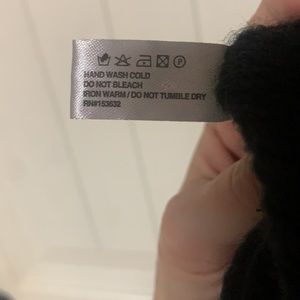 HAND WASH COLD
DO NOT BLEACH
IRON WARM / DO NOT TUMBLE DRY
RN#153632